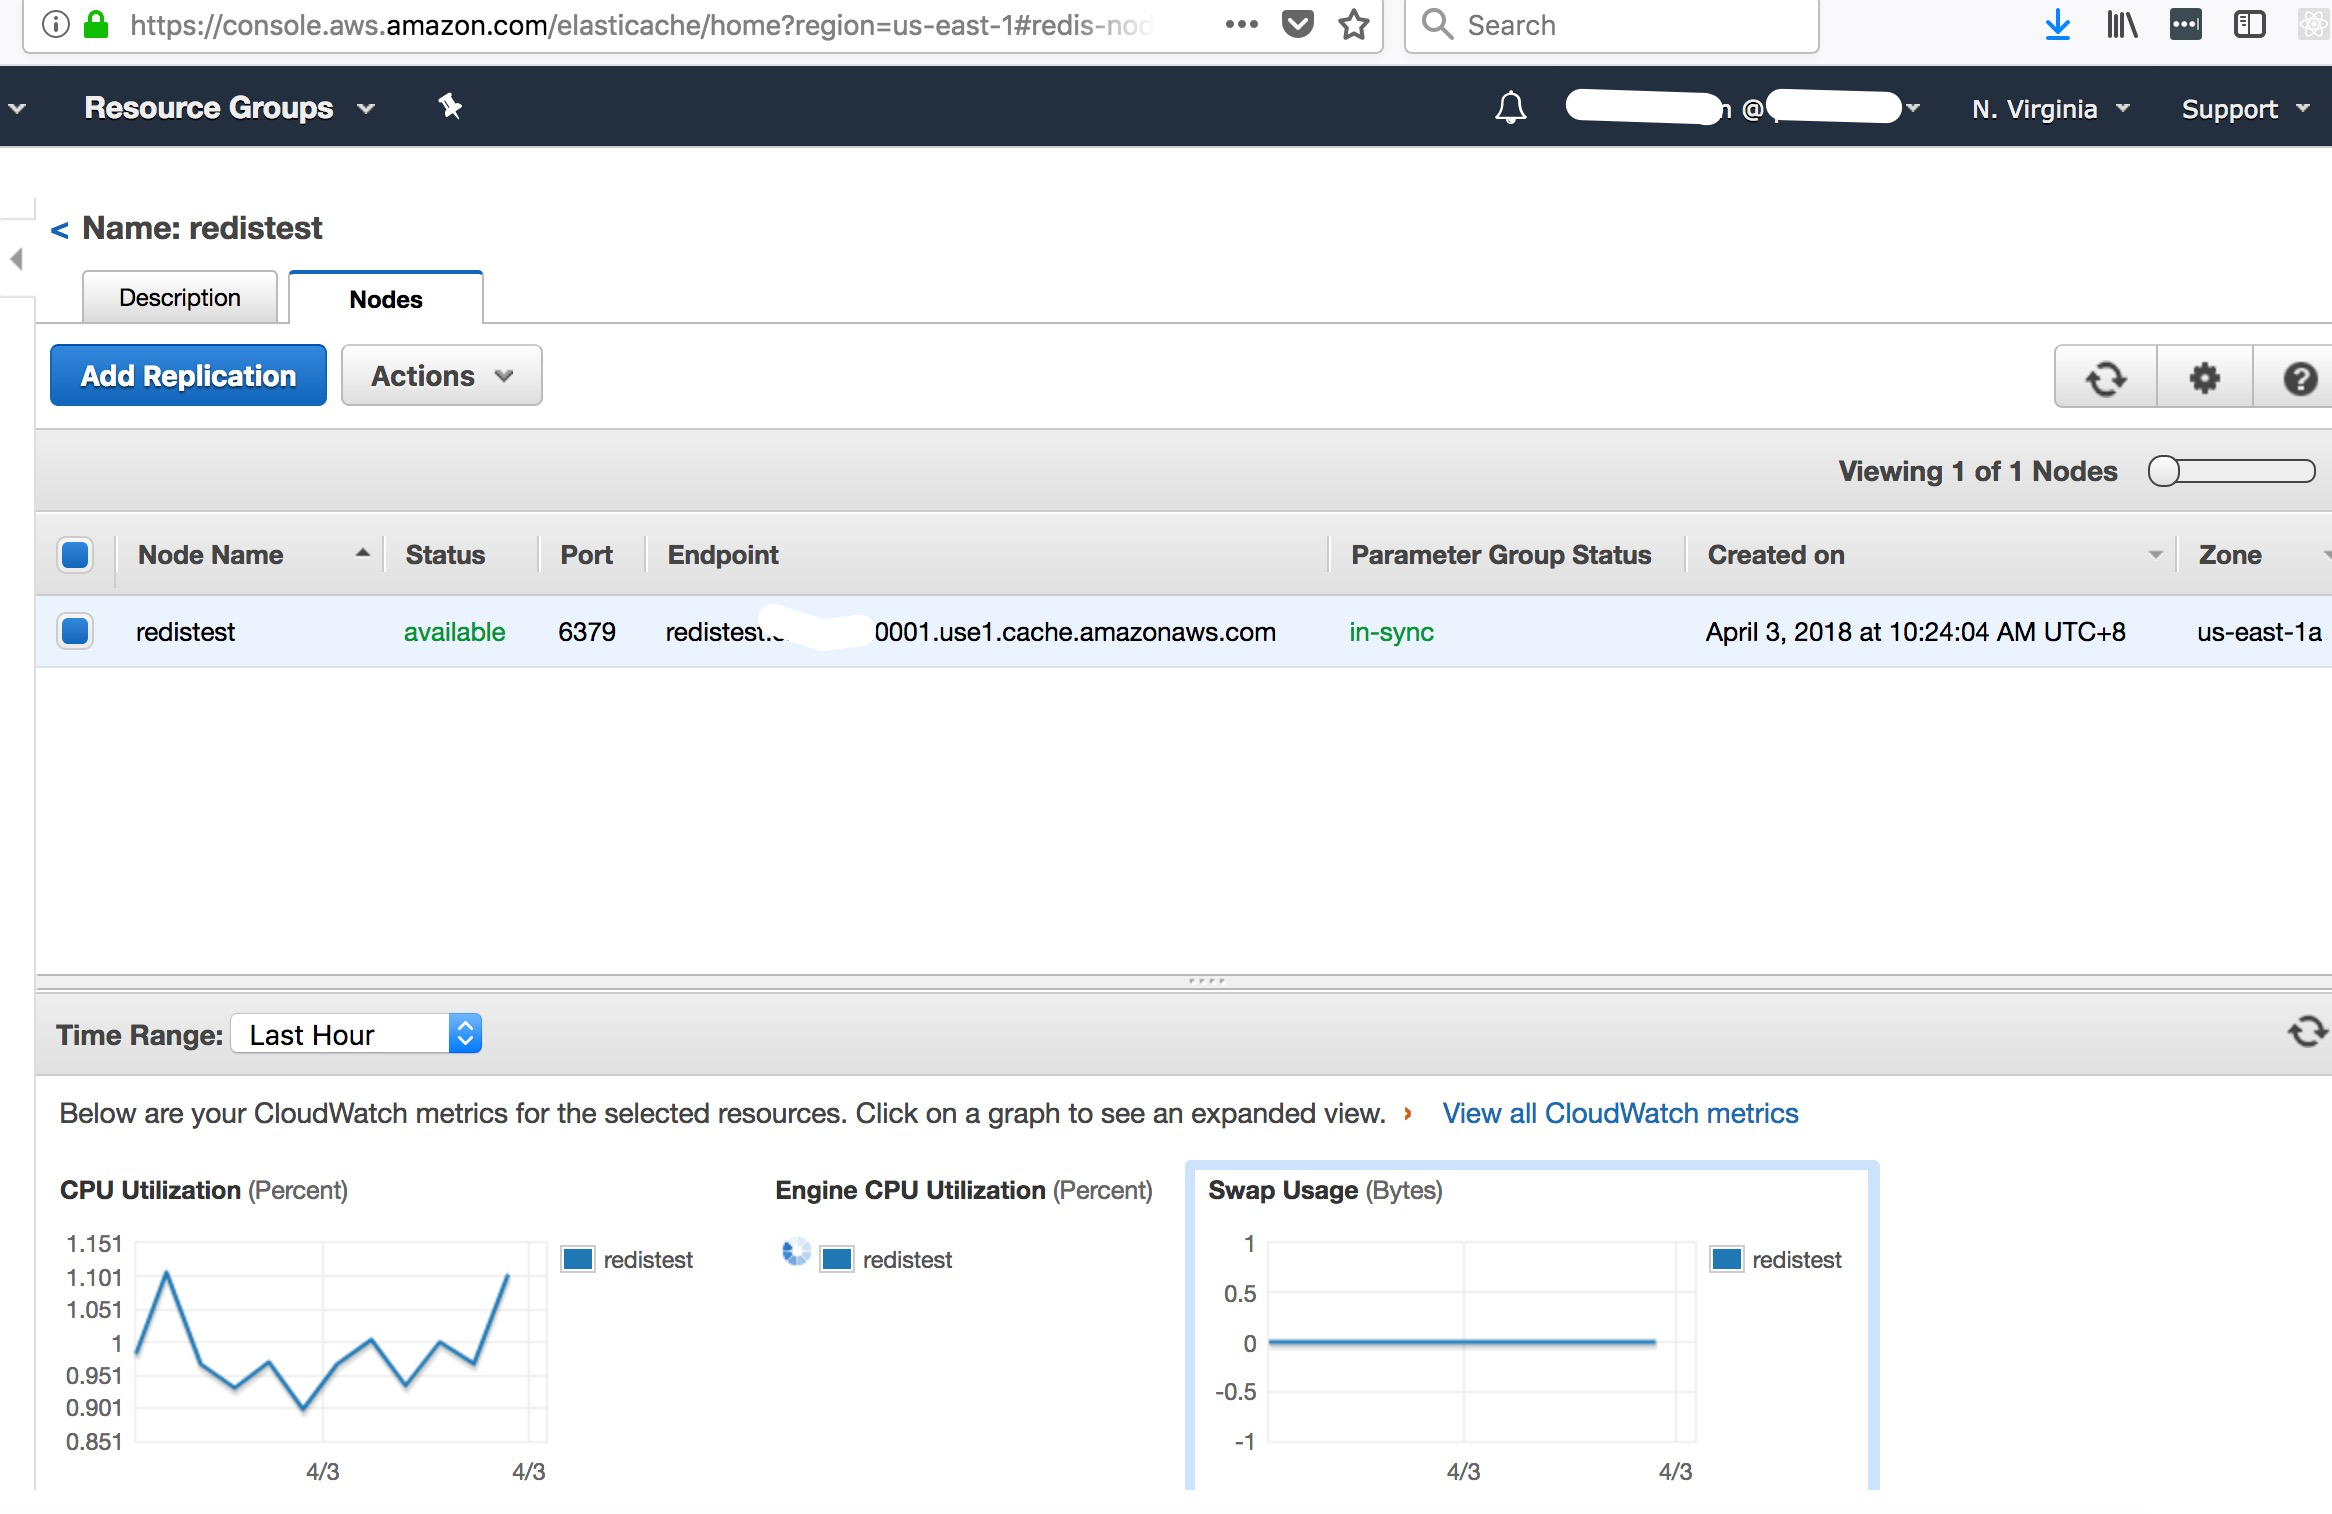 https://console.aws.amazon.com/elasticache/home?region=us-east-1#redis-nod
Search
Resource Groups
@
N. Virginia
Support
< Name: redistest
Description
Nodes
Add Replication
Actions
Viewing 1 of 1 Nodes
Node Name Status Port Endpoint Parameter Group Status Created on Zone
redistest available 6379 redistest. 0001.use1.cache.amazonaws.com in-sync April 3, 2018 at 10:24:04 AM UTC+8 us-east-1a
Time Range: Last Hour
Below are your CloudWatch metrics for the selected resources. Click on a graph to see an expanded view. › View all CloudWatch metrics
CPU Utilization (Percent)
1.151
1.101
1.051
1
0.951
0.901
0.851
4/3 4/3
redistest
Engine CPU Utilization (Percent)
redistest
Swap Usage (Bytes)
1
0.5
0
-0.5
-1
4/3 4/3
redistest